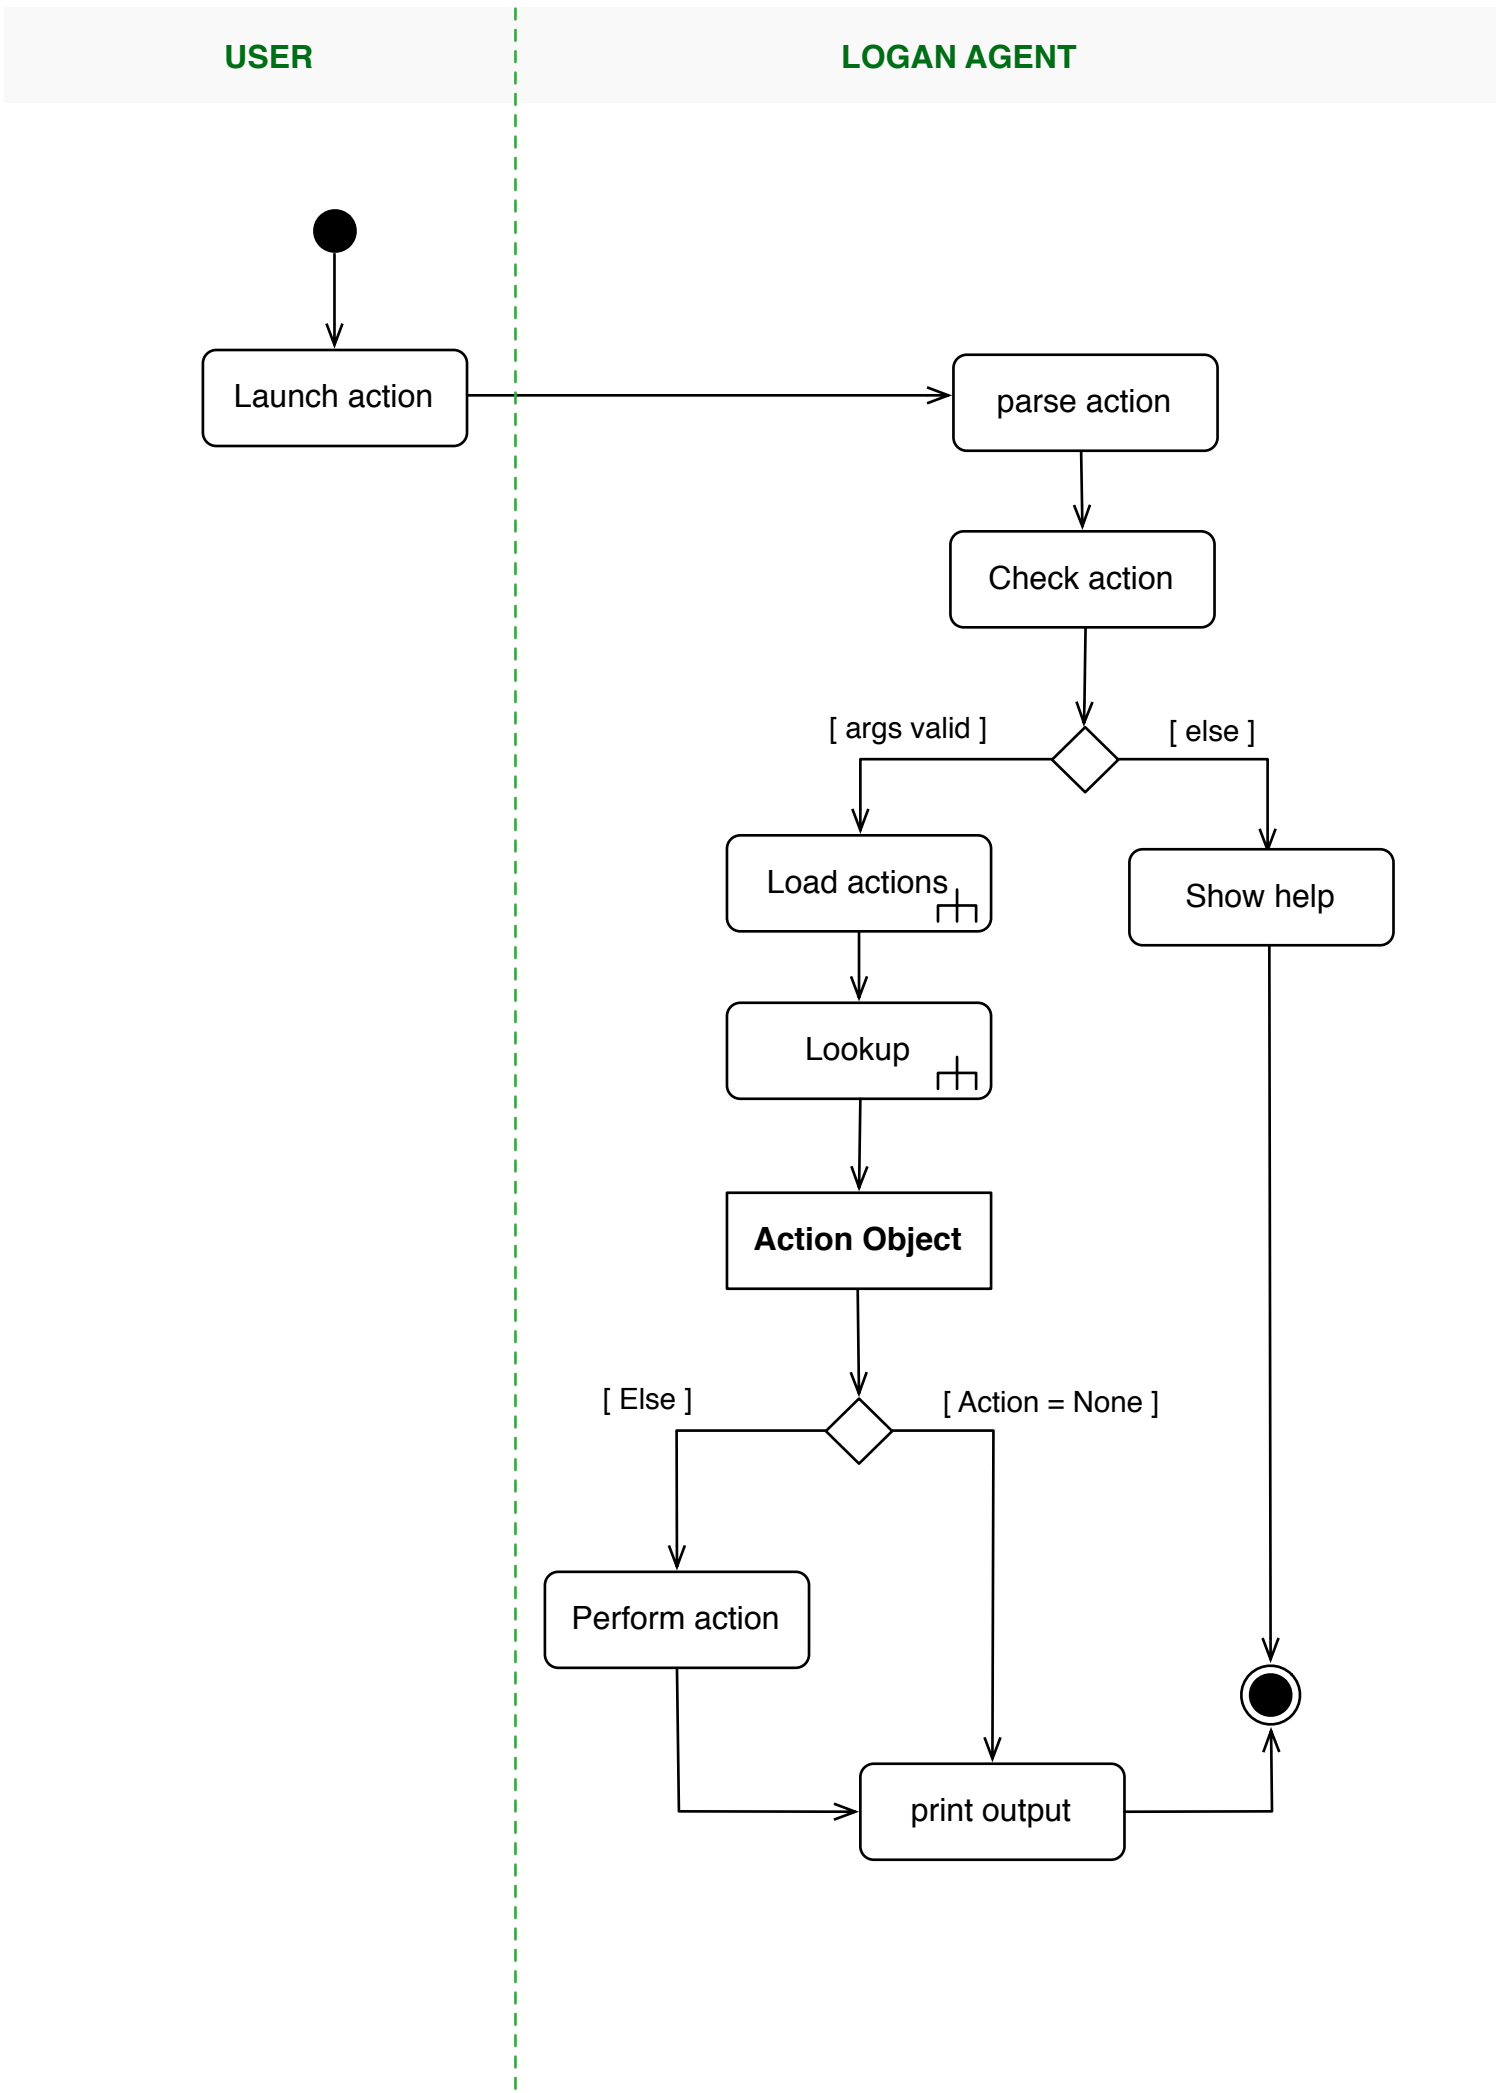 USER
LOGAN AGENT
Launch action
parse action
Check action
[ args valid ]
[ else ]
Load actions
Show help
Lookup
Action Object
[ Else ]
[ Action = None ]
Perform action
print output